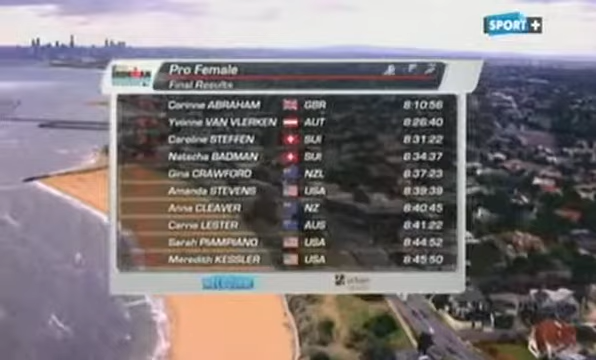 SPORT +
IRONMAN
Pro Female
Final Results
Corinne ABRAHAM GBR 8:10:56
Yvonne VAN VLERKEN AUT 8:26:40
Caroline STEFFEN SUI 8:31:22
Natascha BADMAN SUI 8:34:37
Gina CRAWFORD NZL 8:37:23
Amanda STEVENS USA 8:39:39
Anna CLEAVER NZ 8:40:45
Carrie LESTER AUS 8:41:22
Sarah PIAMPIANO USA 8:44:52
Meredith KESSLER USA 8:45:50
MELBOURNE